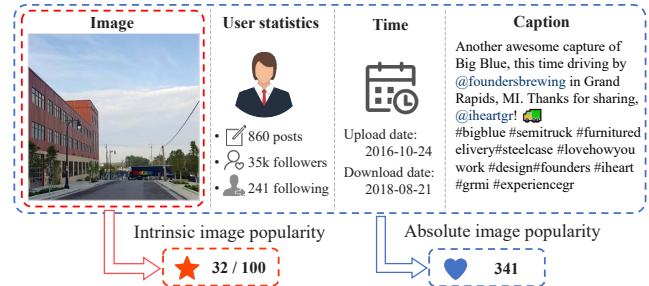 Image
User statistics
Time
Caption
860 posts
35k followers
241 following
Upload date:
2016-10-24
Download date:
2018-08-21
Another awesome capture of
Big Blue, this time driving by
@foundersbrewing in Grand
Rapids, MI. Thanks for sharing,
@iheartgr!
#bigblue #semitruck #furnitured
elivery#steelcase #lovehowyou
work #design#founders #iheart
#grmi #experiencegr
Intrinsic image popularity
Absolute image popularity
32 / 100
341